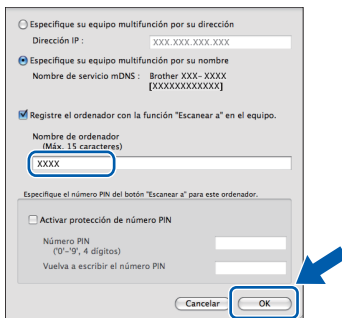 Especifique su equipo multifunción por su dirección
Dirección IP :
XXX.XXX.XXX.XXX
Especifique su equipo multifunción por su nombre
Nombre de servicio mDNS : Brother XXX- XXXX
[XXXXXXXXXXXX]
Registre el ordenador con la función "Escanear a" en el equipo.
Nombre de ordenador
(Máx. 15 caracteres)
XXXX
Especifique el número PIN del botón "Escanear a" para este ordenador.
Activar protección de número PIN
Número PIN
('0'-'9', 4 dígitos)
Vuelva a escribir el número PIN
Cancelar
OK